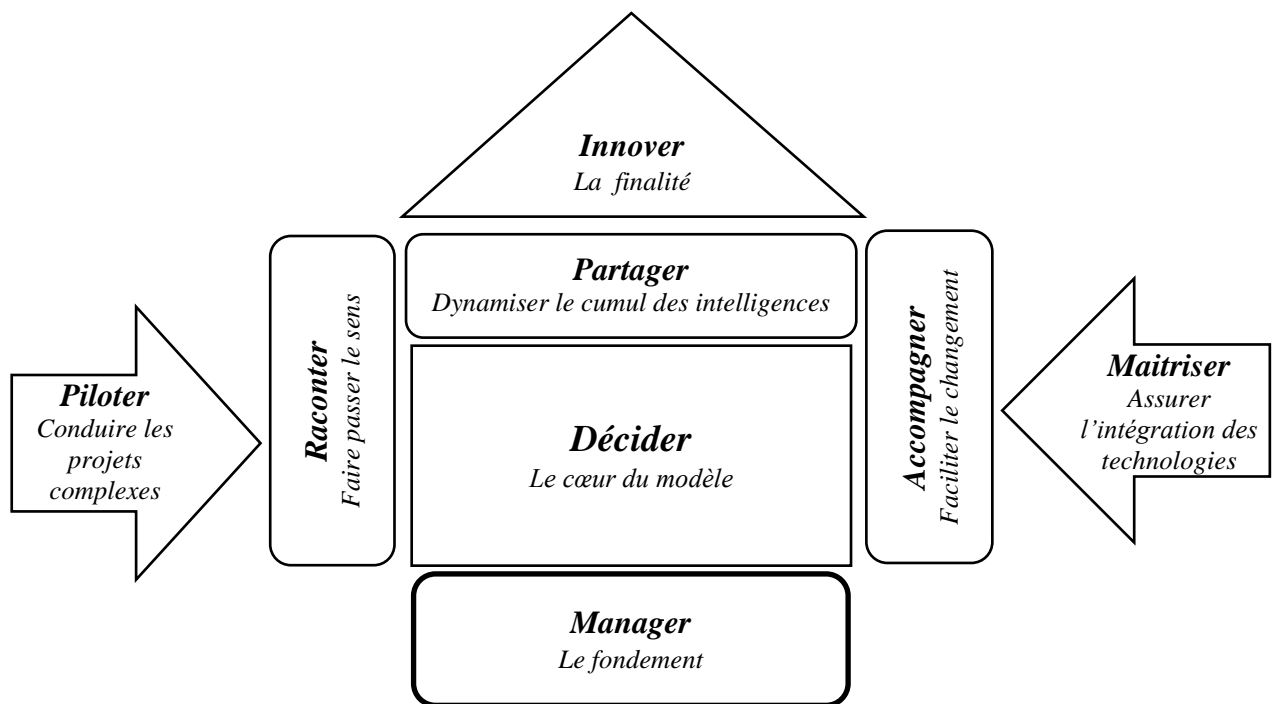 Innover
La finalité
Partager
Dynamiser le cumul des intelligences
Raconter
Faire passer le sens
Accompagner
Faciliter le changement
Piloter
Conduire les
projets
complexes
Maitriser
Assurer
l’intégration des
technologies
Décider
Le cœur du modèle
Manager
Le fondement